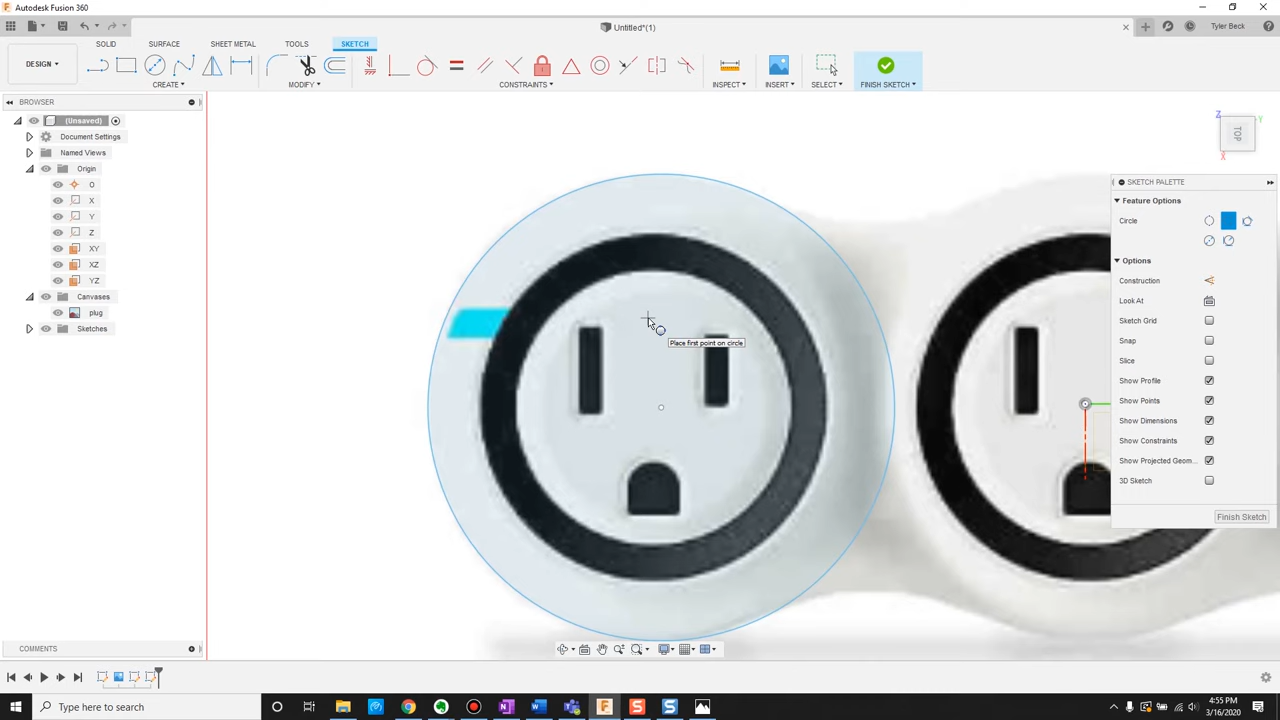 Autodesk Fusion 360
Untitled*(1)
Tyler Beck
DESIGN
SOLID
SURFACE
SHEET METAL
TOOLS
SKETCH
CREATE
MODIFY
CONSTRAINTS
INSPECT
INSERT
SELECT
FINISH SKETCH
BROWSER
(Unsaved)
Document Settings
Named Views
Origin
O
X
Y
Z
XY
XZ
YZ
Canvases
plug
Sketches
Place first point on circle
Z
Y
TOP
X
SKETCH PALETTE
Feature Options
Circle
Options
Construction
Look At
Sketch Grid
Snap
Slice
Show Profile
Show Points
Show Dimensions
Show Constraints
Show Projected Geom...
3D Sketch
Finish Sketch
COMMENTS
Type here to search
4:55 PM
3/16/2020